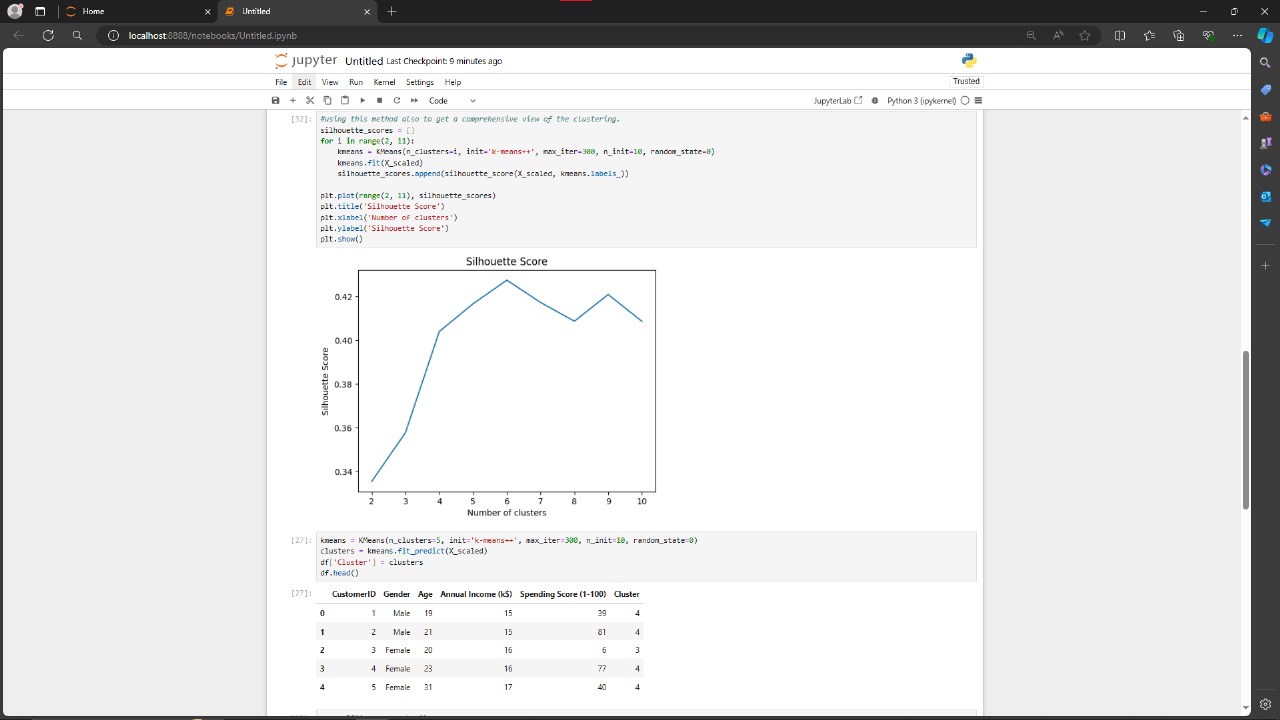 Home
Untitled
localhost:8888/notebooks/Untitled.ipynb
jupyter Untitled Last Checkpoint: 9 minutes ago
File Edit View Run Kernel Settings Help Trusted
Code JupyterLab Python 3 (ipykernel)
[32]: #using this method also to get a comprehensive view of the clustering.
silhouette_scores = []
for i in range(2, 11):
    kmeans = KMeans(n_clusters=i, init='k-means++', max_iter=300, n_init=10, random_state=0)
    kmeans.fit(X_scaled)
    silhouette_scores.append(silhouette_score(X_scaled, kmeans.labels_))
plt.plot(range(2, 11), silhouette_scores)
plt.title('Silhouette Score')
plt.xlabel('Number of clusters')
plt.ylabel('Silhouette Score')
plt.show()
Silhouette Score
Silhouette Score
0.42
0.40
0.38
0.36
0.34
2 3 4 5 6 7 8 9 10
Number of clusters
[27]: kmeans = KMeans(n_clusters=5, init='k-means++', max_iter=300, n_init=10, random_state=0)
clusters = kmeans.fit_predict(X_scaled)
df['Cluster'] = clusters
df.head()
[27]: CustomerID Gender Age Annual Income (k$) Spending Score (1-100) Cluster
0 1 Male 19 15 39 4
1 2 Male 21 15 81 4
2 3 Female 20 16 6 3
3 4 Female 23 16 77 4
4 5 Female 31 17 40 4